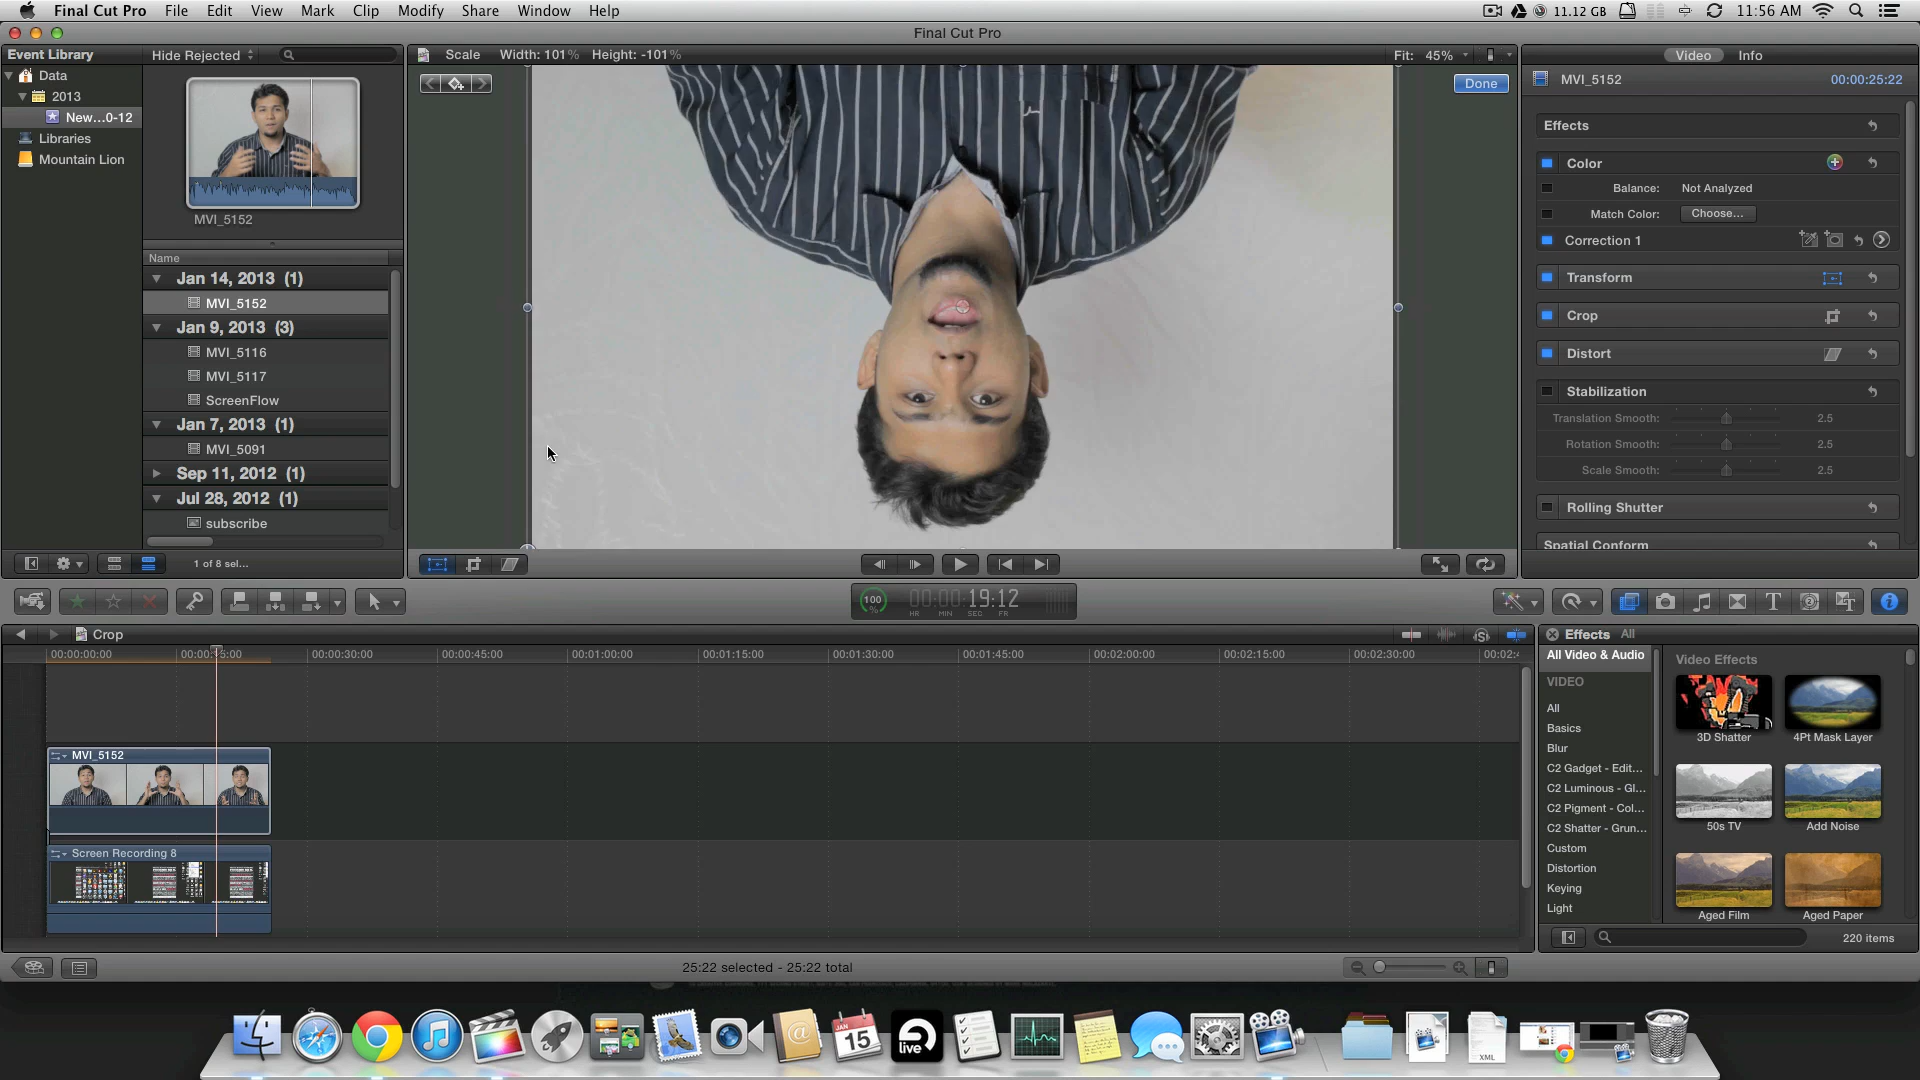 Final Cut Pro File Edit View Mark Clip Modify Share Window Help 11.12 GB 11:56 AM
Final Cut Pro
Event Library Hide Rejected
Data
2013
New...0-12
Libraries
Mountain Lion
MVI_5152
Name
Jan 14, 2013 (1)
MVI_5152
Jan 9, 2013 (3)
MVI_5116
MVI_5117
ScreenFlow
Jan 7, 2013 (1)
MVI_5091
Sep 11, 2012 (1)
Jul 28, 2012 (1)
subscribe
1 of 8 sel...
Scale Width: 101% Height: -101% Fit: 45%
Done
Video Info
MVI_5152 00:00:25:22
Effects
Color
Balance: Not Analyzed
Match Color: Choose...
Correction 1
Transform
Crop
Distort
Stabilization
Translation Smooth: 2.5
Rotation Smooth: 2.5
Scale Smooth: 2.5
Rolling Shutter
Spatial Conform
100 % 00:00:19:12
HR MIN SEC FR
Crop
00:00:00:00 00:00:30:00 00:00:45:00 00:01:00:00 00:01:15:00 00:01:30:00 00:01:45:00 00:02:00:00 00:02:15:00 00:02:30:00
MVI_5152
Screen Recording 8
Effects All
All Video & Audio
VIDEO
All
Basics
Blur
C2 Gadget - Edit...
C2 Luminous - Gl...
C2 Pigment - Col...
C2 Shatter - Grun...
Custom
Distortion
Keying
Light
Video Effects
3D Shatter 4Pt Mask Layer
50s TV Add Noise
Aged Film Aged Paper
220 items
25:22 selected - 25:22 total
JAN
15
live
XML